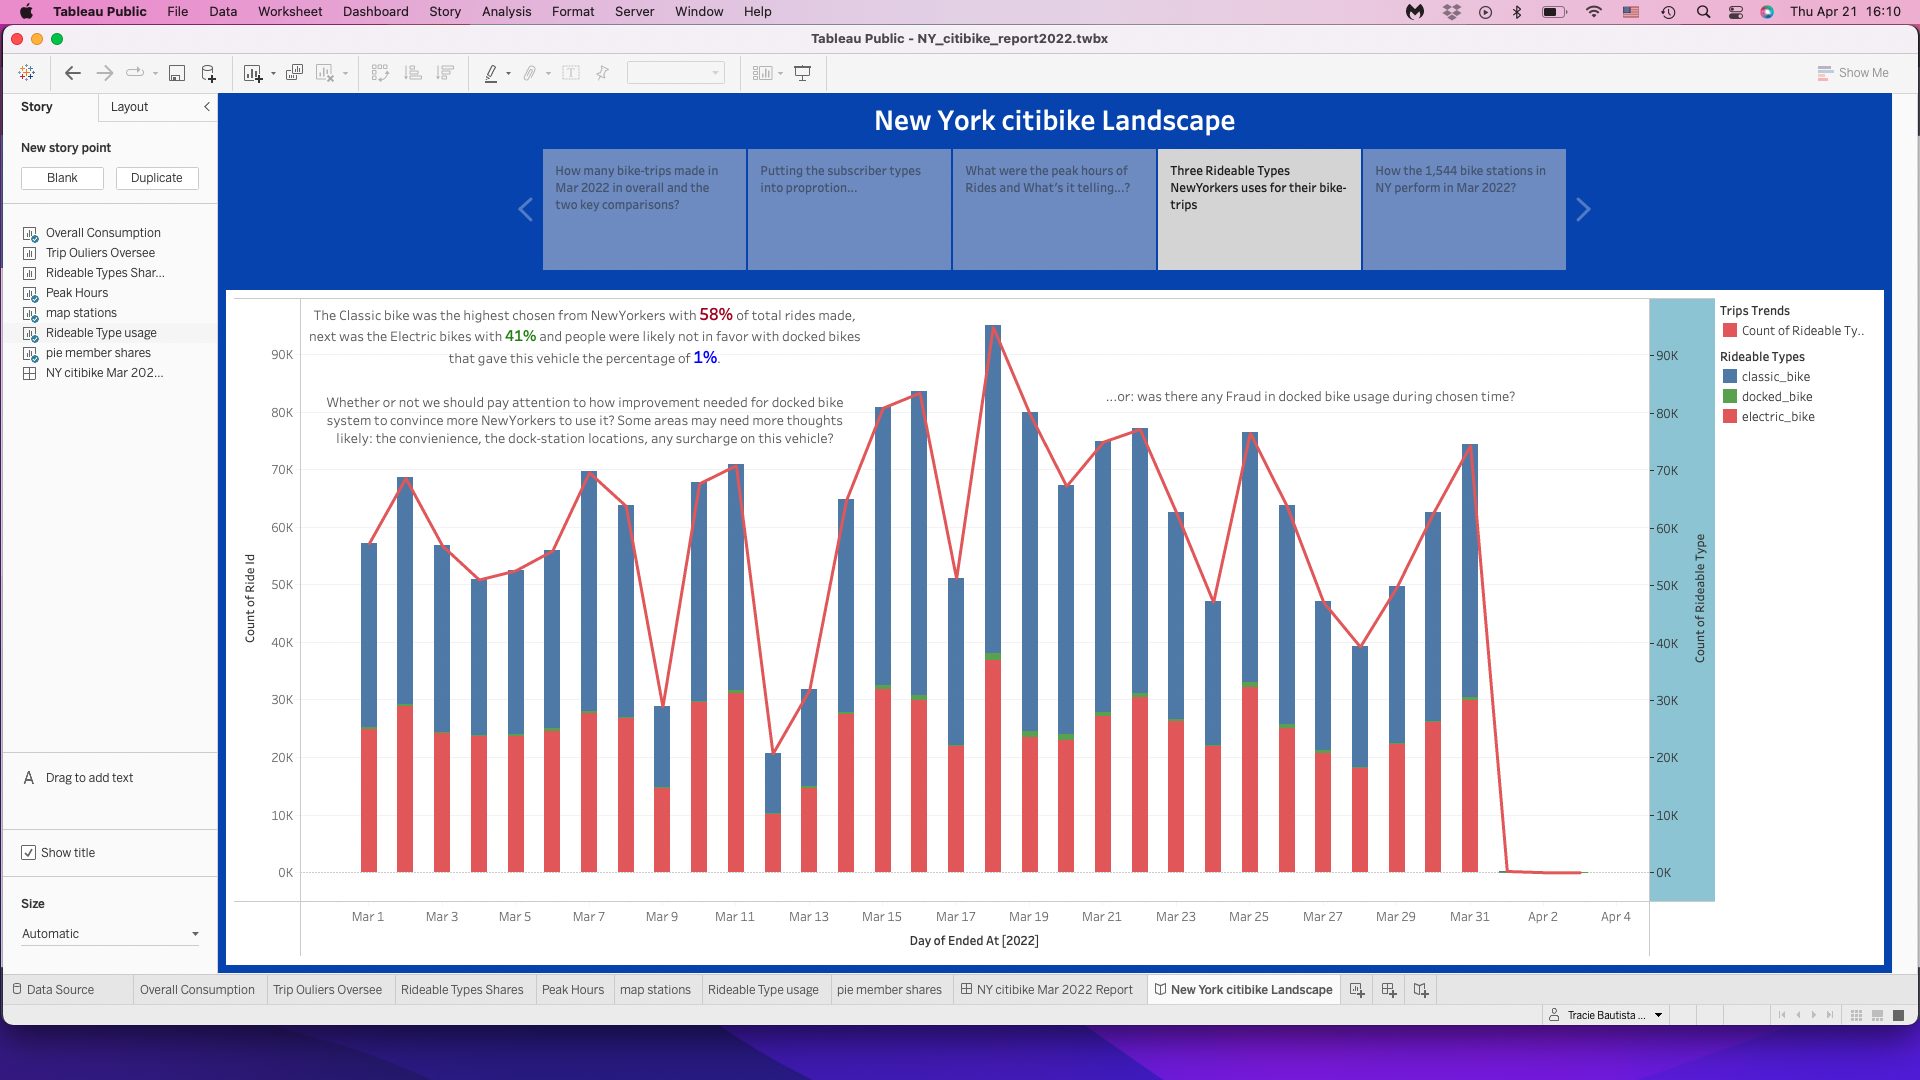 Tableau Public File Data Worksheet Dashboard Story Analysis Format Server Window Help Thu Apr 21 16:10
Tableau Public - NY_citibike_report2022.twbx
Show Me
Story Layout
New story point
Blank Duplicate
Overall Consumption
Trip Ouliers Oversee
Rideable Types Shar...
Peak Hours
map stations
Rideable Type usage
pie member shares
NY citibike Mar 202...
A Drag to add text
Show title
Size
Automatic
New York citibike Landscape
How many bike-trips made in
Mar 2022 in overall and the
two key comparisons?
Putting the subscriber types
into proprotion...
What were the peak hours of
Rides and What's it telling...?
Three Rideable Types
NewYorkers uses for their bike-
trips
How the 1,544 bike stations in
NY perform in Mar 2022?
The Classic bike was the highest chosen from NewYorkers with 58% of total rides made,
next was the Electric bikes with 41% and people were likely not in favor with docked bikes
that gave this vehicle the percentage of 1%.
Whether or not we should pay attention to how improvement needed for docked bike
system to convince more NewYorkers to use it? Some areas may need more thoughts
likely: the convienience, the dock-station locations, any surcharge on this vehicle?
...or: was there any Fraud in docked bike usage during chosen time?
Count of Ride Id
90K
80K
70K
60K
50K
40K
30K
20K
10K
0K
90K
80K
70K
60K
50K
40K
30K
20K
10K
0K
Count of Rideable Type
Mar 1 Mar 3 Mar 5 Mar 7 Mar 9 Mar 11 Mar 13 Mar 15 Mar 17 Mar 19 Mar 21 Mar 23 Mar 25 Mar 27 Mar 29 Mar 31 Apr 2 Apr 4
Day of Ended At [2022]
Trips Trends
Count of Rideable Ty..
Rideable Types
classic_bike
docked_bike
electric_bike
Data Source Overall Consumption Trip Ouliers Oversee Rideable Types Shares Peak Hours map stations Rideable Type usage pie member shares NY citibike Mar 2022 Report New York citibike Landscape
Tracie Bautista ...